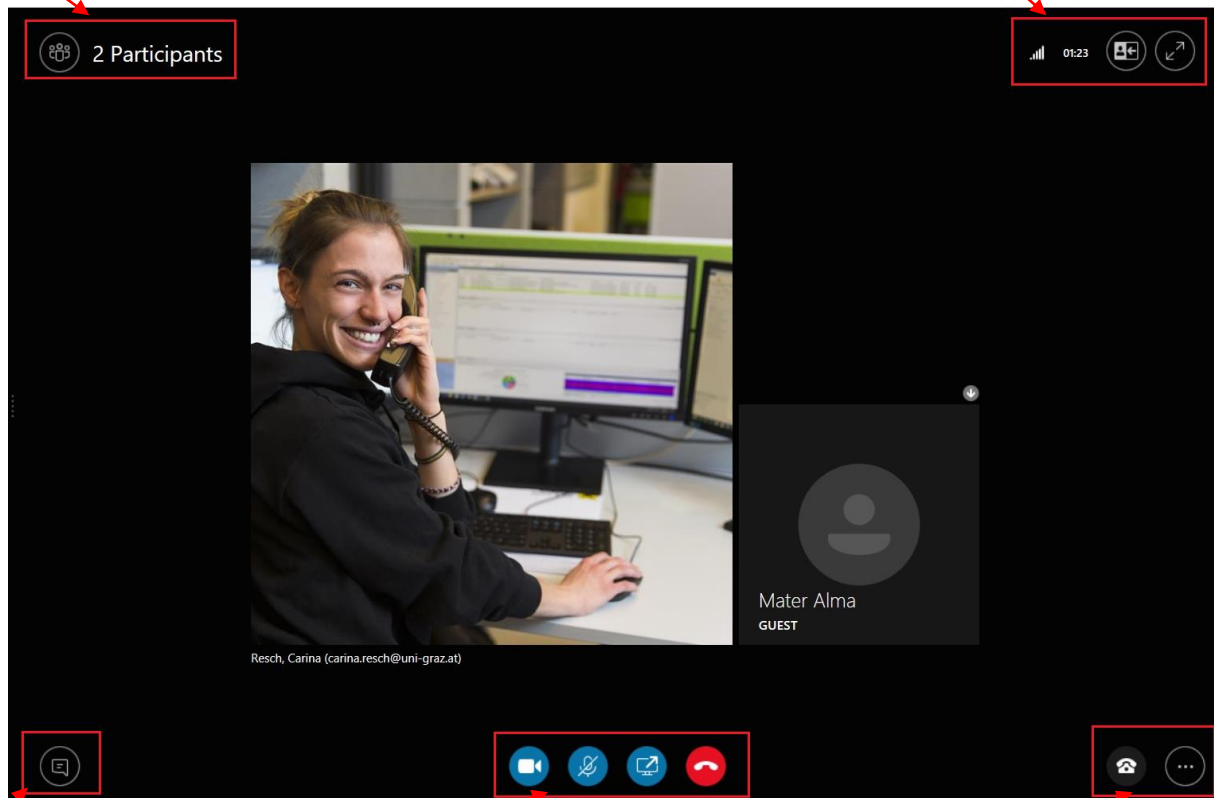 2 Participants
01:23
Mater Alma
GUEST
Resch, Carina (carina.resch@uni-graz.at)